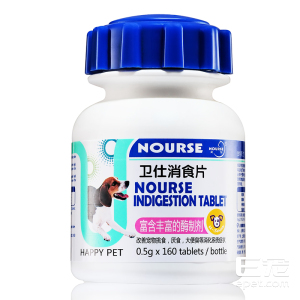 NOURSE NOURSE
卫仕消食片
NOURSE
INDIGESTION TABLET
富含丰富的酶制剂
0.5g x 160 tablets / bottle
HAPPY PET